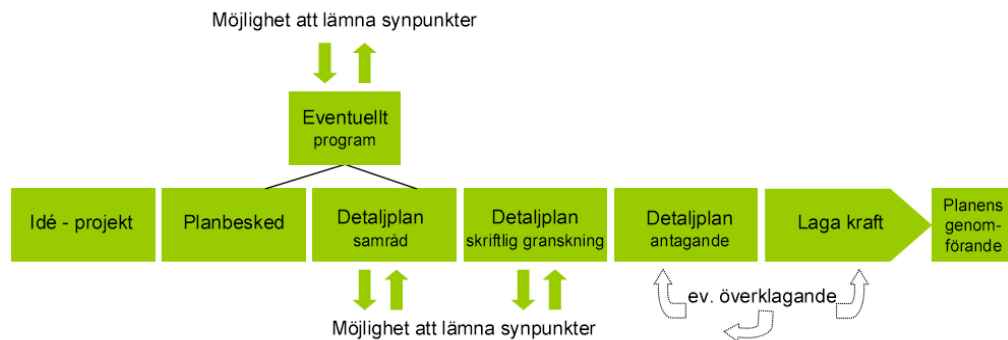 Möjlighet att lämna synpunkter
Eventuellt
program
Idé - projekt
Planbesked
Detaljplan
samråd
Detaljplan
skriftlig granskning
Detaljplan
antagande
Laga kraft
Planens
genom-
förande
ev. överklagande
Möjlighet att lämna synpunkter